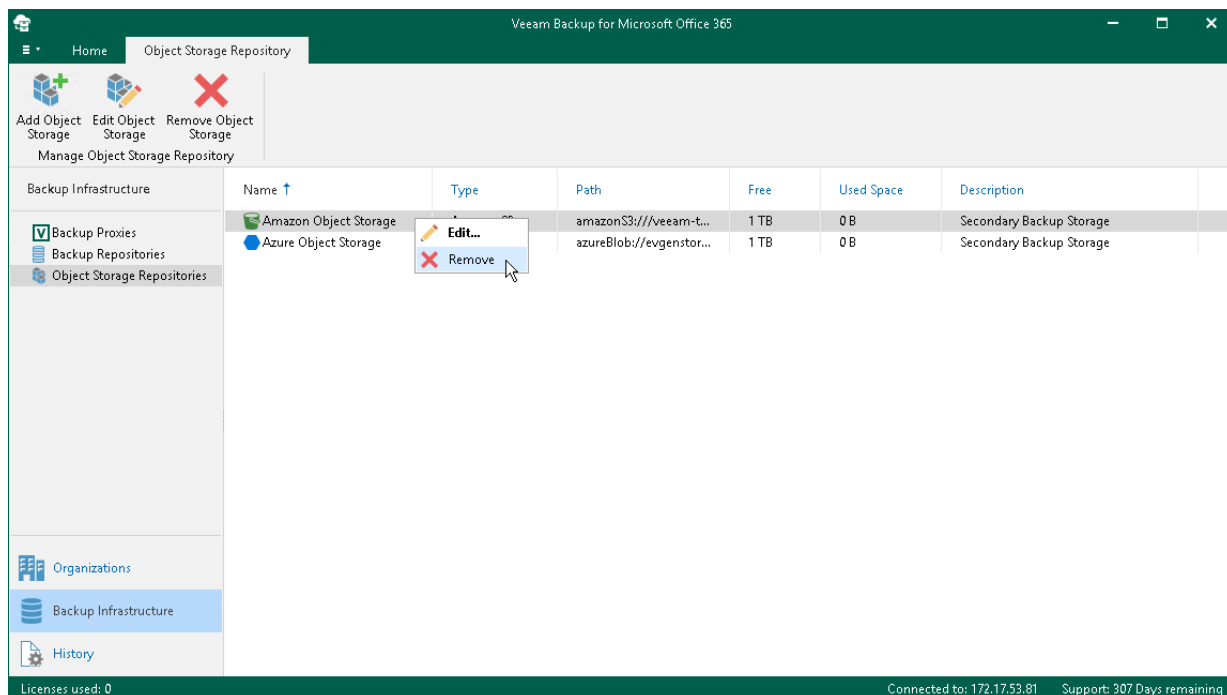 Veeam Backup for Microsoft Office 365
Home Object Storage Repository
Add Object Storage
Edit Object Storage
Remove Object Storage
Manage Object Storage Repository
Backup Infrastructure
Backup Proxies
Backup Repositories
Object Storage Repositories
Name Type Path Free Used Space Description
Amazon Object Storage amazonS3:///veeam-t... 1 TB 0 B Secondary Backup Storage
Azure Object Storage azureBlob://evgenstor... 1 TB 0 B Secondary Backup Storage
Edit...
Remove
Organizations
Backup Infrastructure
History
Licenses used: 0 Connected to: 172.17.53.81 Support: 307 Days remaining